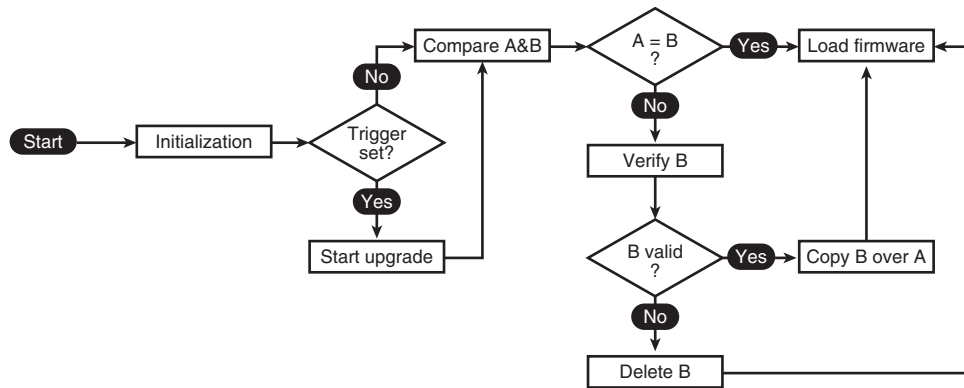 Start
Initialization
Trigger
set?
No
Yes
Start upgrade
Compare A&B
A = B
?
Yes
Load firmware
No
Verify B
B valid
?
Yes
Copy B over A
No
Delete B